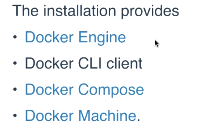 The installation provides
• Docker Engine
• Docker CLI client
• Docker Compose
• Docker Machine.